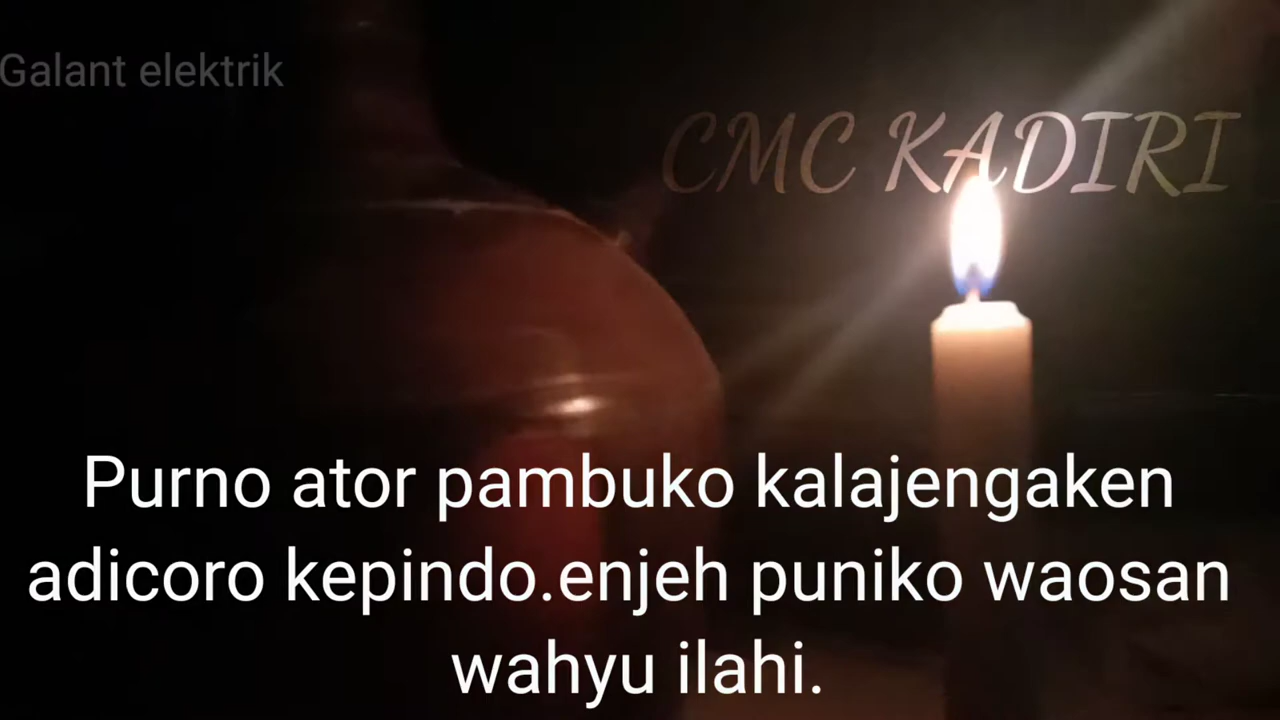 Galant elektrik
CMC KADIRI
Purno ator pambuko kalajengaken
adicoro kepindo.enjeh puniko waosan
wahyu ilahi.